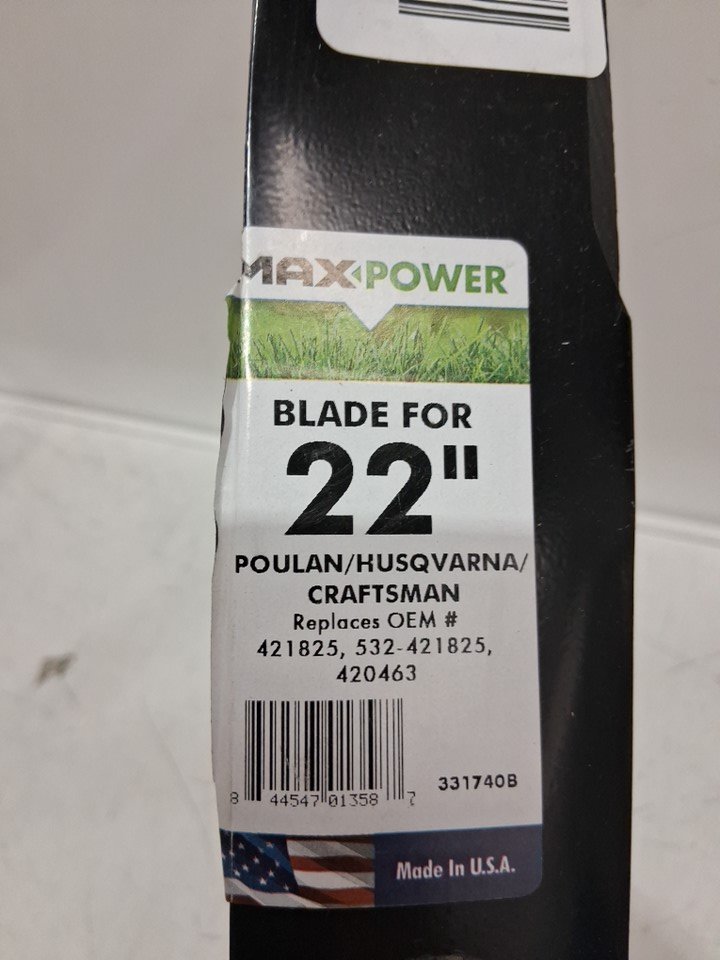 MAX POWER
BLADE FOR
22"
POULAN/HUSQVARNA/
CRAFTSMAN
Replaces OEM #
421825, 532-421825,
420463
331740B
8 44547 01358 7
Made In U.S.A.